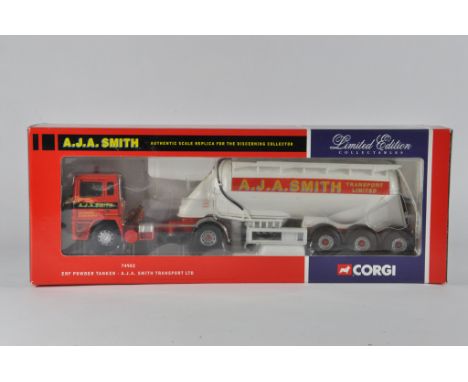 A.J.A. SMITH
AUTHENTIC SCALE REPLICA FOR THE DISCERNING COLLECTOR
Limited Edition
COLLECTABLES
A.J.A. SMITH
TRANSPORT
LIMITED
A.J.A. SMITH
74902
ERF POWDER TANKER - A.J.A. SMITH TRANSPORT LTD
CORGI